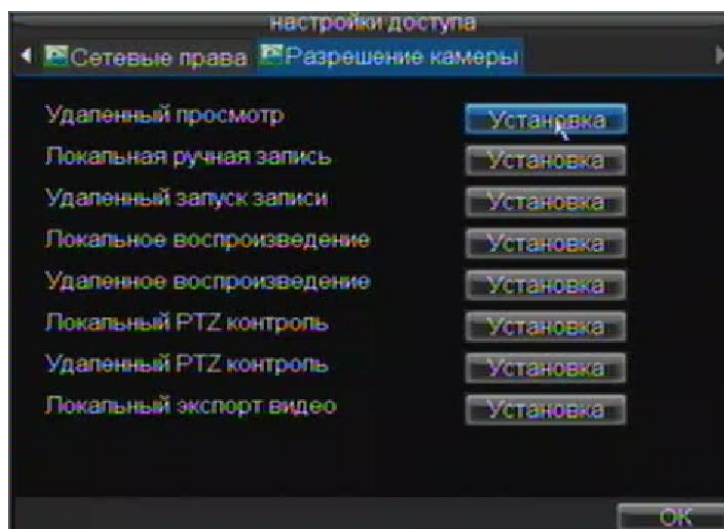 настройки доступа
Сетевые права Разрешение камеры
Удаленный просмотр Установка
Локальная ручная запись Установка
Удаленный запуск записи Установка
Локальное воспроизведение Установка
Удаленное воспроизведение Установка
Локальный PTZ контроль Установка
Удаленный PTZ контроль Установка
Локальный экспорт видео Установка
OK